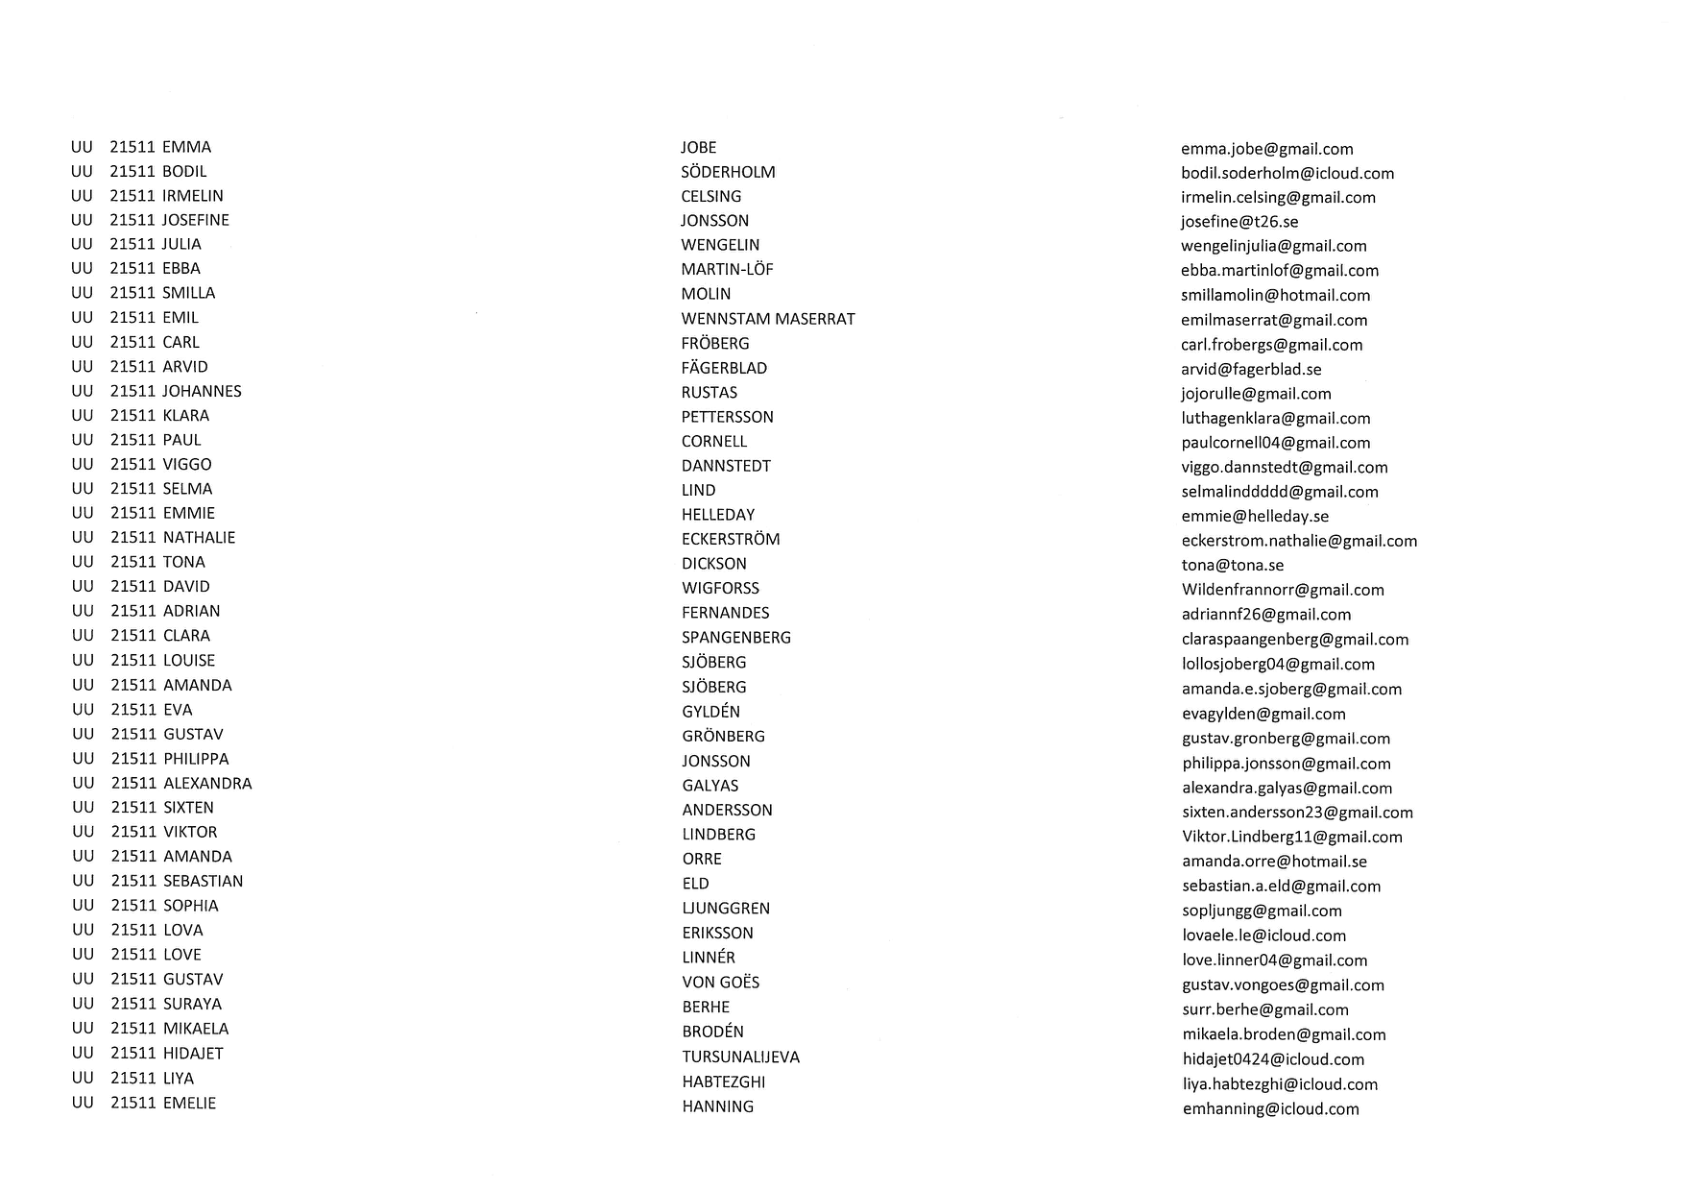 UU 21511 EMMA JOBE emma.jobe@gmail.com
UU 21511 BODIL SÖDERHOLM bodil.soderholm@icloud.com
UU 21511 IRMELIN CELSING irmelin.celsing@gmail.com
UU 21511 JOSEFINE JONSSON josefine@t26.se
UU 21511 JULIA WENGELIN wengelinjulia@gmail.com
UU 21511 EBBA MARTIN-LÖF ebba.martinlof@gmail.com
UU 21511 SMILLA MOLIN smillamolin@hotmail.com
UU 21511 EMIL WENNSTAM MASERRAT emilmaserrat@gmail.com
UU 21511 CARL FRÖBERG carl.frobergs@gmail.com
UU 21511 ARVID FÄGERBLAD arvid@fagerblad.se
UU 21511 JOHANNES RUSTAS jojorulle@gmail.com
UU 21511 KLARA PETTERSSON luthagenklara@gmail.com
UU 21511 PAUL CORNELL paulcornell04@gmail.com
UU 21511 VIGGO DANNSTEDT viggo.dannstedt@gmail.com
UU 21511 SELMA LIND selmalinddddd@gmail.com
UU 21511 EMMIE HELLEDAY emmie@helleday.se
UU 21511 NATHALIE ECKERSTRÖM eckerstrom.nathalie@gmail.com
UU 21511 TONA DICKSON tona@tona.se
UU 21511 DAVID WIGFORSS Wildenfrannorr@gmail.com
UU 21511 ADRIAN FERNANDES adriannf26@gmail.com
UU 21511 CLARA SPANGENBERG claraspaangenberg@gmail.com
UU 21511 LOUISE SJÖBERG lollosjoberg04@gmail.com
UU 21511 AMANDA SJÖBERG amanda.e.sjoberg@gmail.com
UU 21511 EVA GYLDÉN evagylden@gmail.com
UU 21511 GUSTAV GRÖNBERG gustav.gronberg@gmail.com
UU 21511 PHILIPPA JONSSON philippa.jonsson@gmail.com
UU 21511 ALEXANDRA GALYAS alexandra.galyas@gmail.com
UU 21511 SIXTEN ANDERSSON sixten.andersson23@gmail.com
UU 21511 VIKTOR LINDBERG Viktor.Lindberg11@gmail.com
UU 21511 AMANDA ORRE amanda.orre@hotmail.se
UU 21511 SEBASTIAN ELD sebastian.a.eld@gmail.com
UU 21511 SOPHIA LJUNGGREN sopljungg@gmail.com
UU 21511 LOVA ERIKSSON lovaele.le@icloud.com
UU 21511 LOVE LINNÉR love.linner04@gmail.com
UU 21511 GUSTAV VON GOËS gustav.vongoes@gmail.com
UU 21511 SURAYA BERHE surr.berhe@gmail.com
UU 21511 MIKAELA BRODÉN mikaela.broden@gmail.com
UU 21511 HIDAJET TURSUNALIJEVA hidajet0424@icloud.com
UU 21511 LIYA HABTEZGHI liya.habtezghi@icloud.com
UU 21511 EMELIE HANNING emhanning@icloud.com